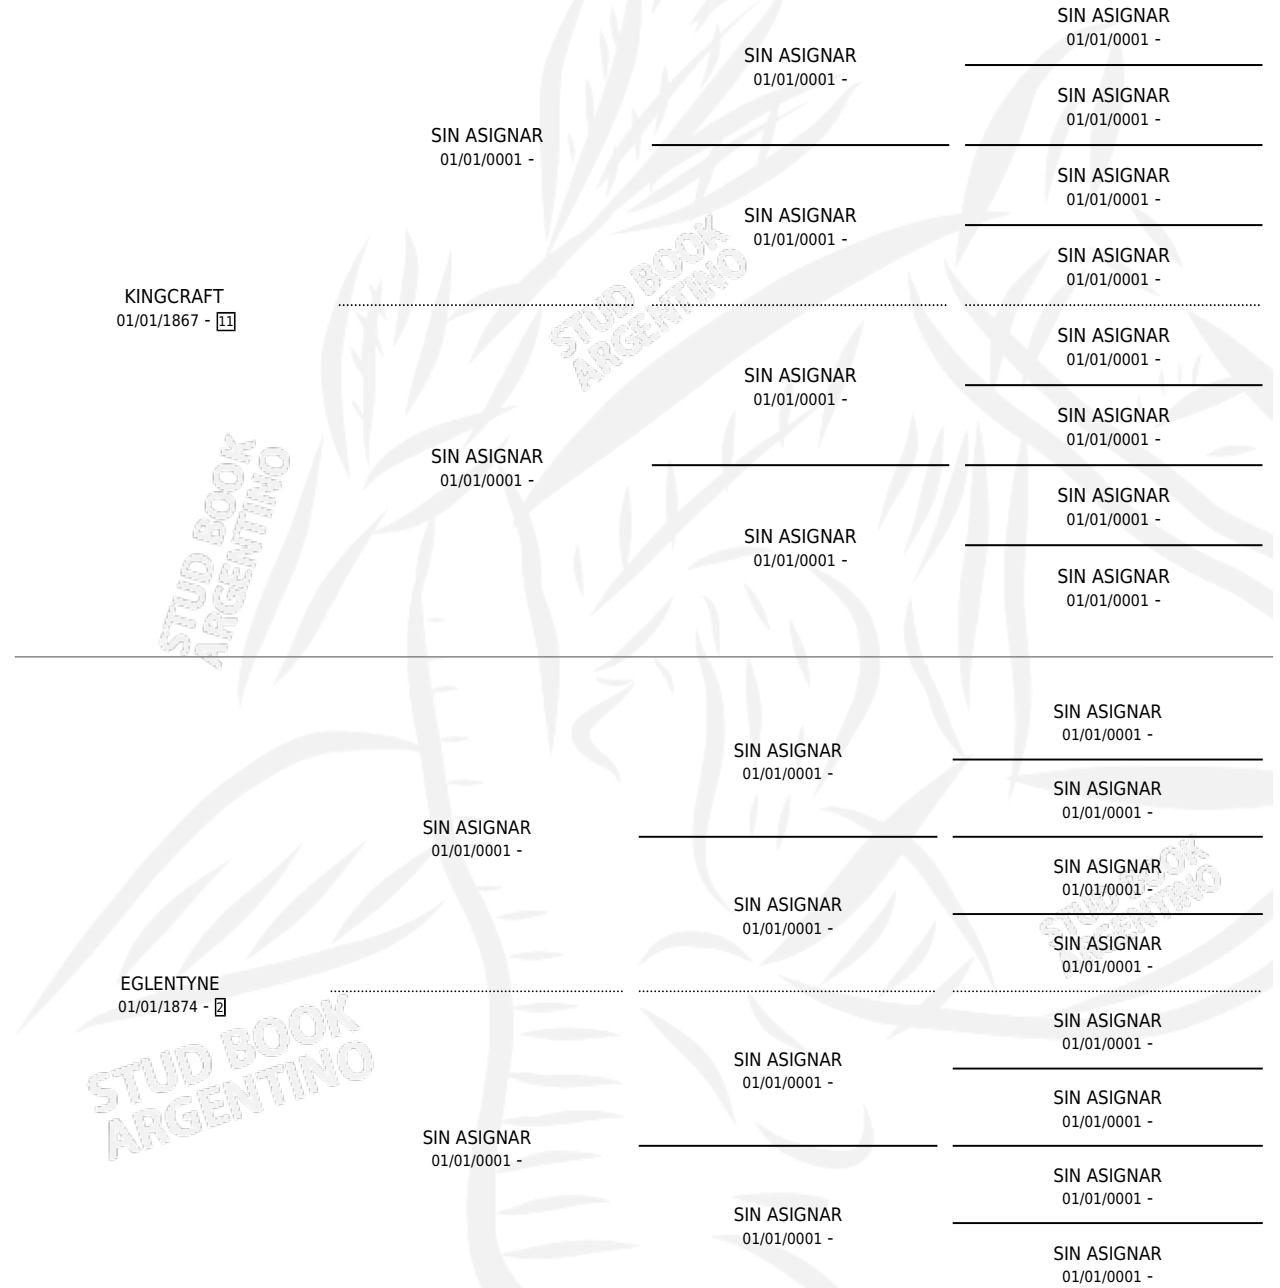 SIN ASIGNAR
01/01/0001 -
SIN ASIGNAR
01/01/0001 -
SIN ASIGNAR
01/01/0001 -
SIN ASIGNAR
01/01/0001 -
SIN ASIGNAR
01/01/0001 -
SIN ASIGNAR
01/01/0001 -
SIN ASIGNAR
01/01/0001 -
STUD BOOK
ARGENTINO
KINGCRAFT
01/01/1867 - 11
SIN ASIGNAR
01/01/0001 -
SIN ASIGNAR
01/01/0001 -
SIN ASIGNAR
01/01/0001 -
SIN ASIGNAR
01/01/0001 -
SIN ASIGNAR
01/01/0001 -
SIN ASIGNAR
01/01/0001 -
SIN ASIGNAR
01/01/0001 -
STUD BOOK
ARGENTINO
SIN ASIGNAR
01/01/0001 -
SIN ASIGNAR
01/01/0001 -
SIN ASIGNAR
01/01/0001 -
SIN ASIGNAR
01/01/0001 -
SIN ASIGNAR
01/01/0001 -
SIN ASIGNAR
01/01/0001 -
SIN ASIGNAR
01/01/0001 -
STUD BOOK
ARGENTINO
SIN ASIGNAR
01/01/0001 -
EGLENTYNE
01/01/1874 - 2
STUD BOOK
ARGENTINO
SIN ASIGNAR
01/01/0001 -
SIN ASIGNAR
01/01/0001 -
SIN ASIGNAR
01/01/0001 -
SIN ASIGNAR
01/01/0001 -
SIN ASIGNAR
01/01/0001 -
SIN ASIGNAR
01/01/0001 -
SIN ASIGNAR
01/01/0001 -